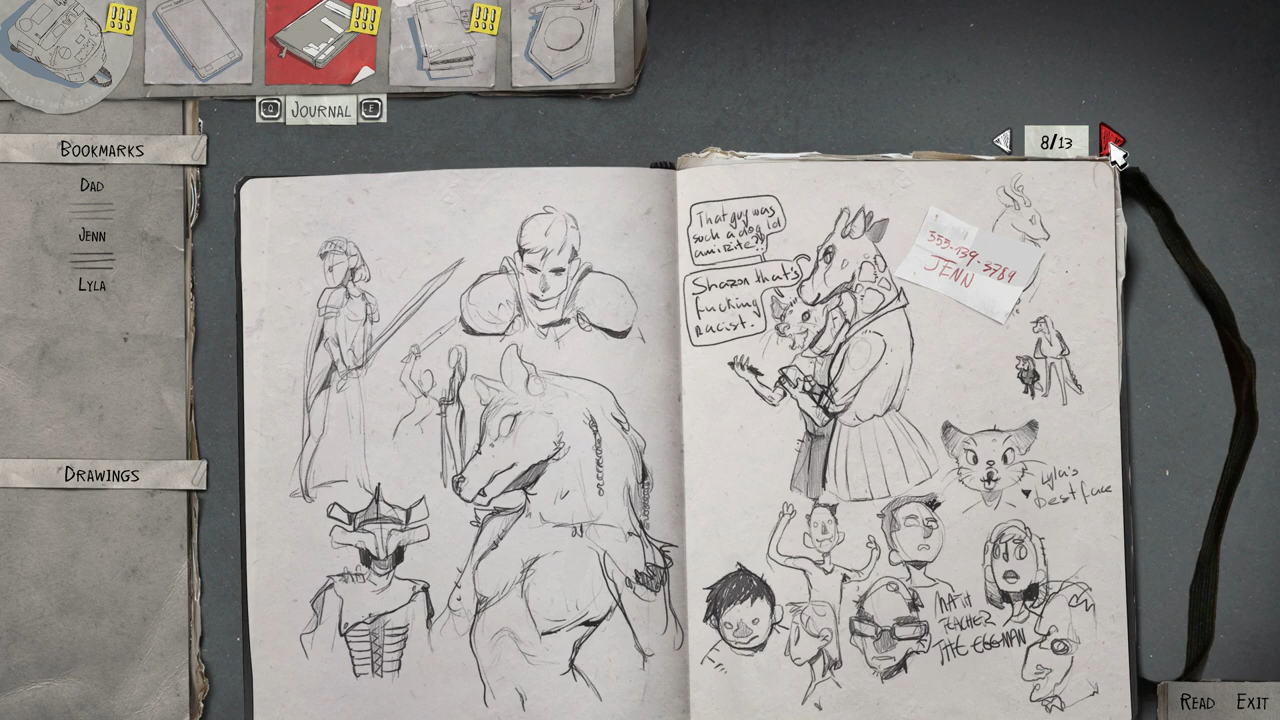 Q
JOURNAL
E
BOOKMARKS
DAD
JENN
LYLA
DRAWINGS
8/13
That guy was
such a dog lol
amiRite??
Shazon that's
fucking
racist.
JENN
Lyla's
best face
MATH
TEACHER
THE EGGMAN
READ
EXIT